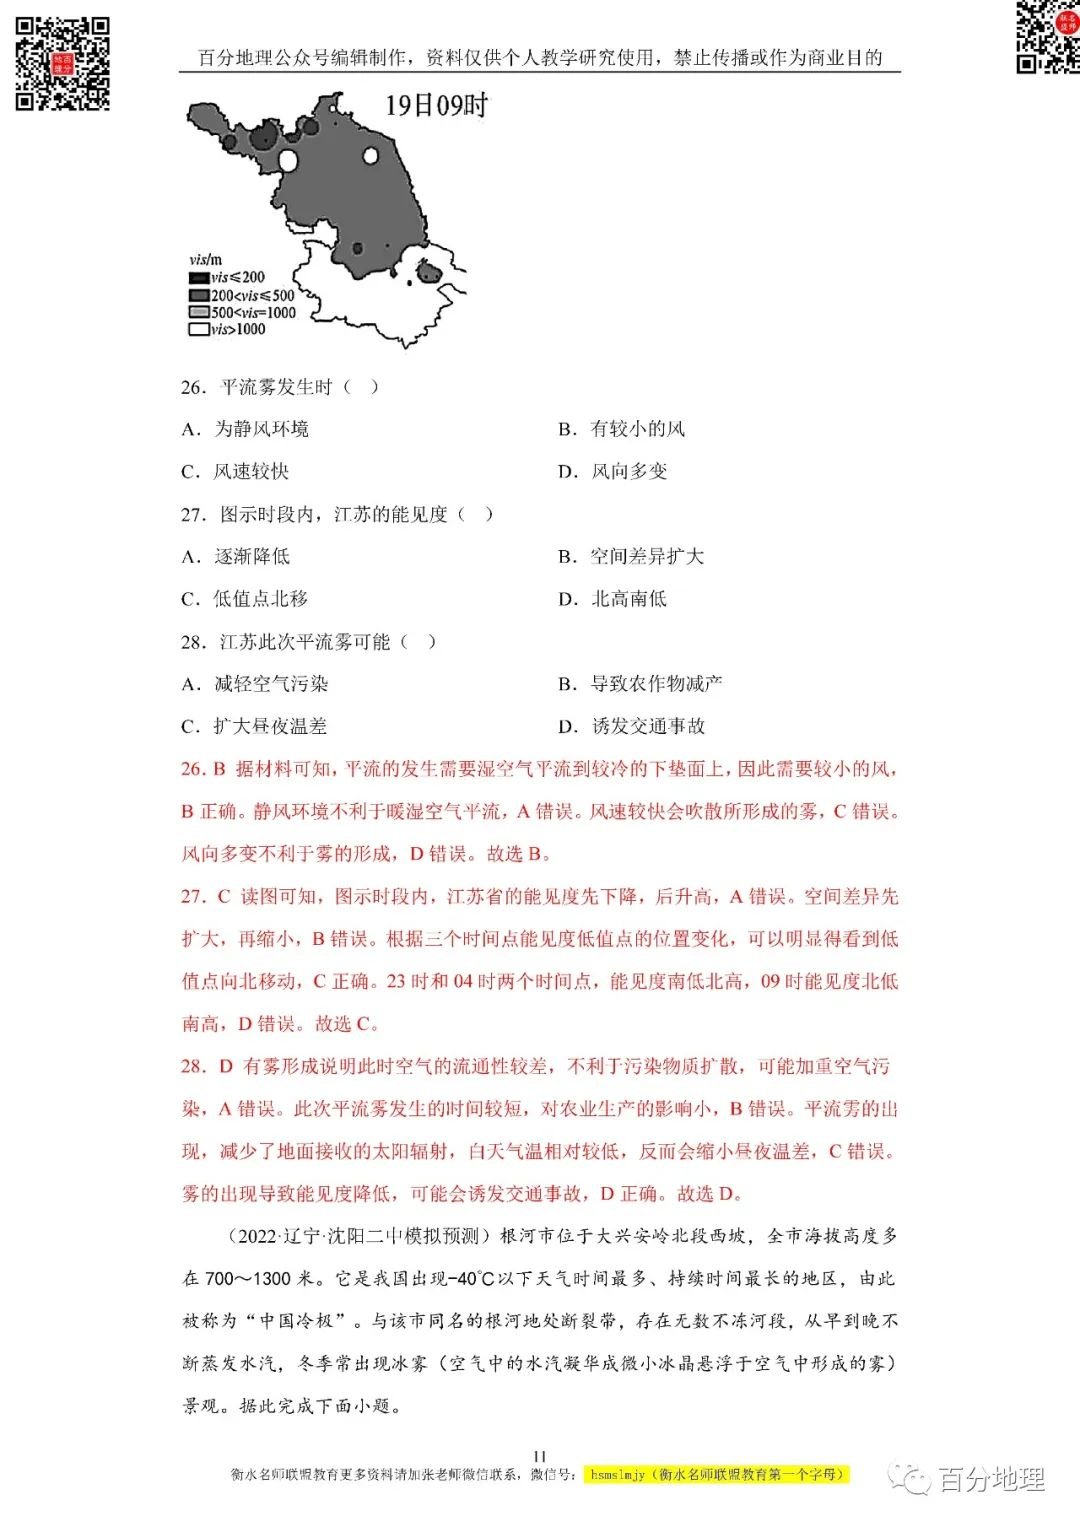 百分地理公众号编辑制作，资料仅供个人教学研究使用，禁止传播或作为商业目的
19日09时
vis/m
vis≤200
200<vis≤500
500<vis=1000
vis>1000
26．平流雾发生时（　）
A．为静风环境　B．有较小的风
C．风速较快　D．风向多变
27．图示时段内，江苏的能见度（　）
A．逐渐降低　B．空间差异扩大
C．低值点北移　D．北高南低
28．江苏此次平流雾可能（　）
A．减轻空气污染　B．导致农作物减产
C．扩大昼夜温差　D．诱发交通事故
26．B 据材料可知，平流的发生需要湿空气平流到较冷的下垫面上，因此需要较小的风，
B 正确。静风环境不利于暖湿空气平流，A 错误。风速较快会吹散所形成的雾，C 错误。
风向多变不利于雾的形成，D 错误。故选 B。
27．C 读图可知，图示时段内，江苏省的能见度先下降，后升高，A 错误。空间差异先
扩大，再缩小，B 错误。根据三个时间点能见度低值点的位置变化，可以明显得看到低
值点向北移动，C 正确。23 时和 04 时两个时间点，能见度南低北高，09 时能见度北低
南高，D 错误。故选 C。
28．D 有雾形成说明此时空气的流通性较差，不利于污染物质扩散，可能加重空气污
染，A 错误。此次平流雾发生的时间较短，对农业生产的影响小，B 错误。平流雾的出
现，减少了地面接收的太阳辐射，白天气温相对较低，反而会缩小昼夜温差，C 错误。
雾的出现导致能见度降低，可能会诱发交通事故，D 正确。故选 D。
（2022·辽宁·沈阳二中模拟预测）根河市位于大兴安岭北段西坡，全市海拔高度多
在 700～1300 米。它是我国出现-40℃以下天气时间最多、持续时间最长的地区，由此
被称为“中国冷极”。与该市同名的根河地处断裂带，存在无数不冻河段，从早到晚不
断蒸发水汽，冬季常出现冰雾（空气中的水汽凝华成微小冰晶悬浮于空气中形成的雾）
景观。据此完成下面小题。
11
衡水名师联盟教育更多资料请加张老师微信联系，微信号：hsmslmjy（衡水名师联盟教育第一个字母）
百分地理